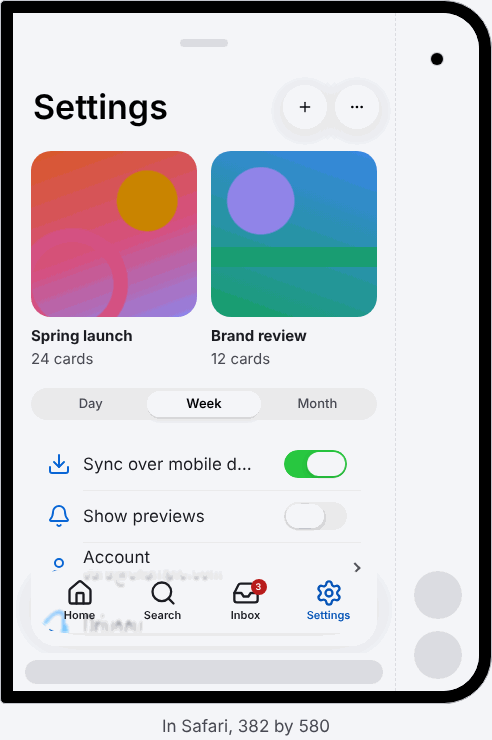 Settings
Spring launch
24 cards
Brand review
12 cards
Day Week Month
Sync over mobile d...
Show previews
Account
Home Search Inbox 3 Settings
In Safari, 382 by 580